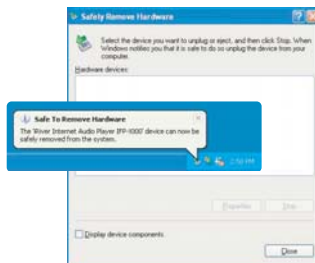 Safely Remove Hardware
Select the device you want to unplug or eject, and then click Stop. When
Windows notifies you that it is safe to do so unplug the device from your
computer.
Hardware devices:
Safe To Remove Hardware
The 'iRiver Internet Audio Player IFP-1000' device can now be
safely removed from the system.
2:50 PM
Properties
Stop
Display device components
Close